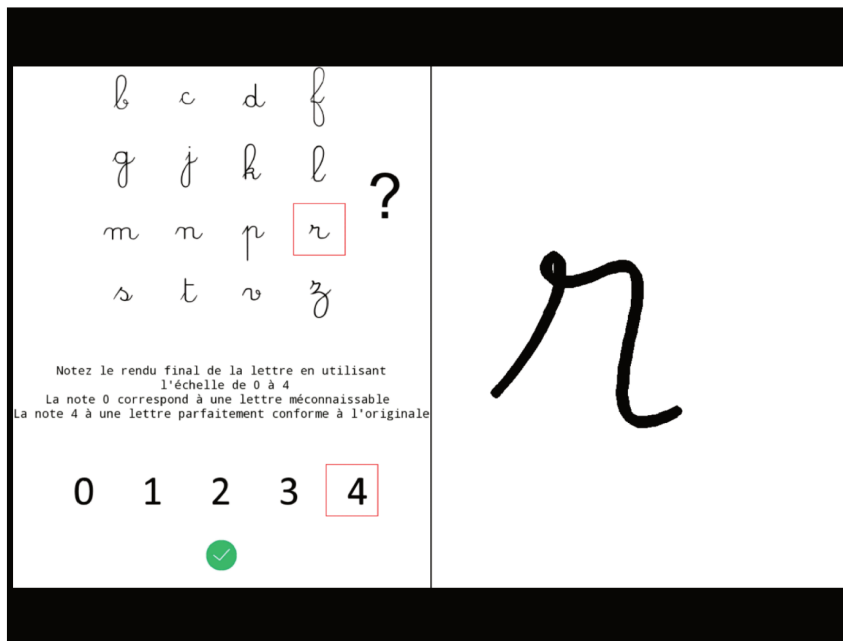 b c d f
g j k l
?
m n p r
s t v z
Notez le rendu final de la lettre en utilisant
l'échelle de 0 à 4
La note 0 correspond à une lettre méconnaissable
La note 4 à une lettre parfaitement conforme à l'originale
0 1 2 3 4
r